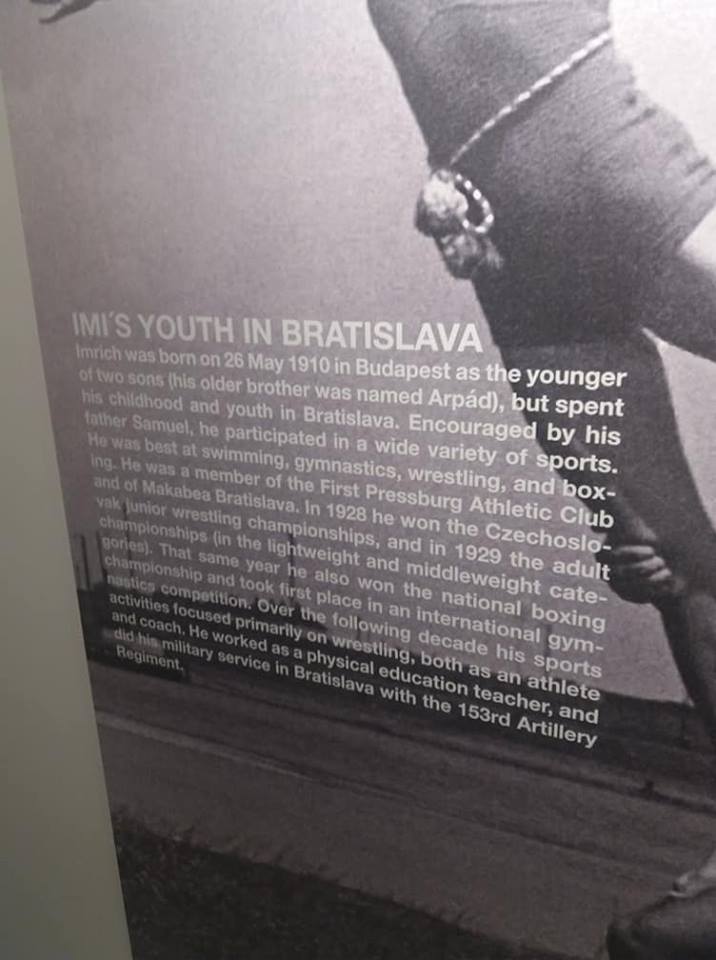 IMI´S YOUTH IN BRATISLAVA
Imrich was born on 26 May 1910 in Budapest as the younger
of two sons (his older brother was named Arpád), but spent
his childhood and youth in Bratislava. Encouraged by his
father Samuel, he participated in a wide variety of sports.
He was best at swimming, gymnastics, wrestling, and box-
ing. He was a member of the First Pressburg Athletic Club
and of Makabea Bratislava. In 1928 he won the Czechoslo-
vak junior wrestling championships, and in 1929 the adult
championships (in the lightweight and middleweight cate-
gories). That same year he also won the national boxing
championship and took first place in an international gym-
nastics competition. Over the following decade his sports
activities focused primarily on wrestling, both as an athlete
and coach. He worked as a physical education teacher, and
did his military service in Bratislava with the 153rd Artillery
Regiment.